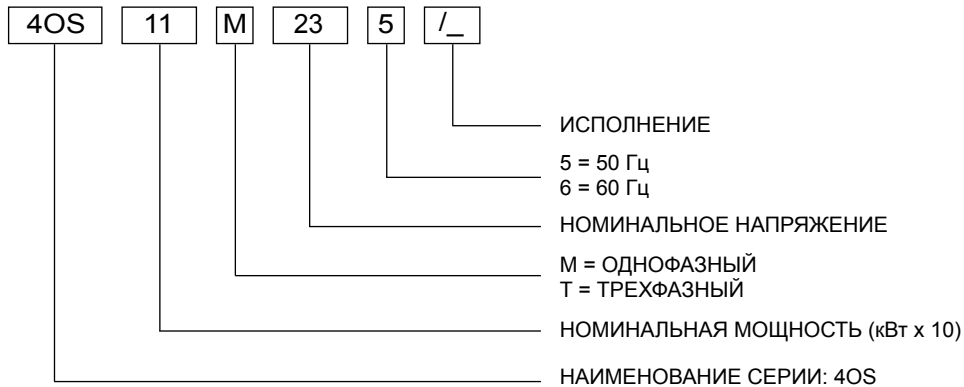 4OS 11 M 23 5 /_
ИСПОЛНЕНИЕ
5 = 50 Гц
6 = 60 Гц
НОМИНАЛЬНОЕ НАПРЯЖЕНИЕ
М = ОДНОФАЗНЫЙ
Т = ТРЕХФАЗНЫЙ
НОМИНАЛЬНАЯ МОЩНОСТЬ (кВт x 10)
НАИМЕНОВАНИЕ СЕРИИ: 4OS